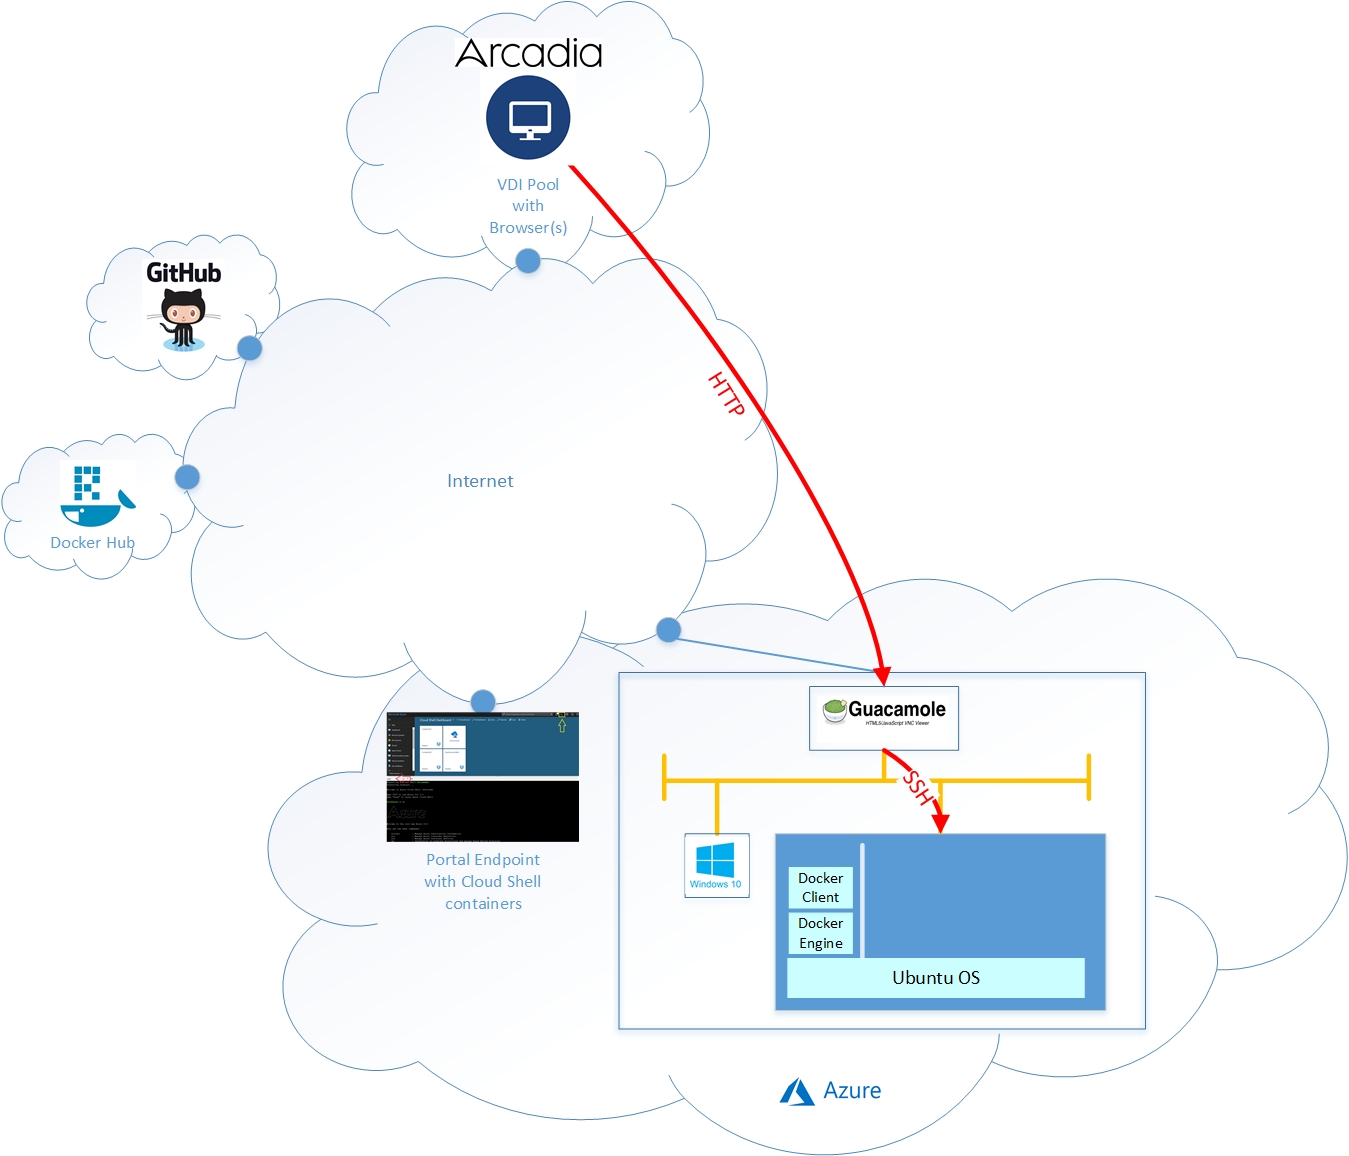 Arcadia
VDI Pool
with
Browser(s)
GitHub
HTTP
Internet
Docker Hub
Guacamole
HTML5/JavaScript VNC Viewer
SSH
Portal Endpoint
with Cloud Shell
containers
Windows 10
Docker
Client
Docker
Engine
Ubuntu OS
Azure